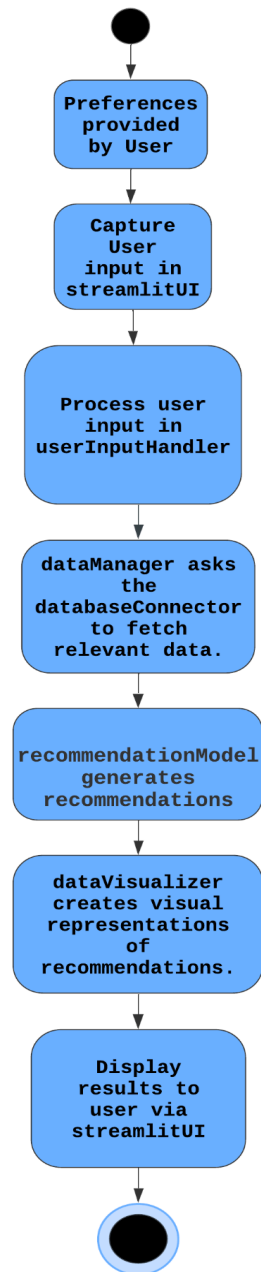 Preferences
provided
by User
Capture
User
input in
streamlitUI
Process user
input in
userInputHandler
dataManager asks
the
databaseConnector
to fetch
relevant data.
recommendationModel
generates
recommendations
dataVisualizer
creates visual
representations
of
recommendations.
Display
results to
user via
streamlitUI